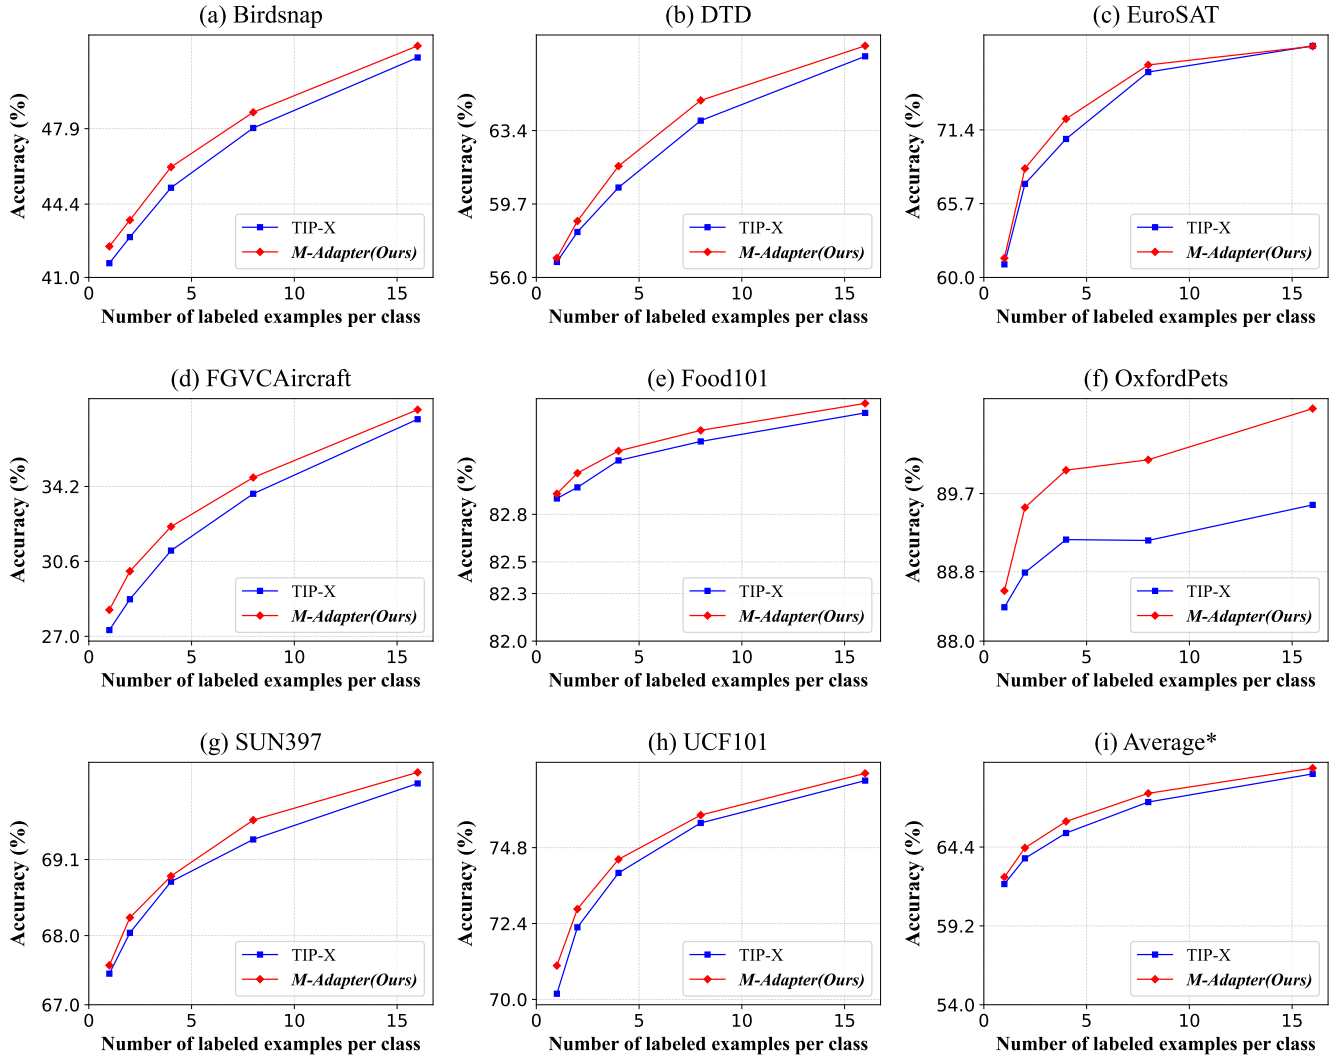 (a) Birdsnap
Accuracy (%)
47.9
44.4
41.0
0 5 10 15
TIP-X
M-Adapter(Ours)
Number of labeled examples per class
(b) DTD
Accuracy (%)
63.4
59.7
56.0
0 5 10 15
TIP-X
M-Adapter(Ours)
Number of labeled examples per class
(c) EuroSAT
Accuracy (%)
71.4
65.7
60.0
0 5 10 15
TIP-X
M-Adapter(Ours)
Number of labeled examples per class
(d) FGVCAircraft
Accuracy (%)
34.2
30.6
27.0
0 5 10 15
TIP-X
M-Adapter(Ours)
Number of labeled examples per class
(e) Food101
Accuracy (%)
82.8
82.5
82.3
82.0
0 5 10 15
TIP-X
M-Adapter(Ours)
Number of labeled examples per class
(f) OxfordPets
Accuracy (%)
89.7
88.8
88.0
0 5 10 15
TIP-X
M-Adapter(Ours)
Number of labeled examples per class
(g) SUN397
Accuracy (%)
69.1
68.0
67.0
0 5 10 15
TIP-X
M-Adapter(Ours)
Number of labeled examples per class
(h) UCF101
Accuracy (%)
74.8
72.4
70.0
0 5 10 15
TIP-X
M-Adapter(Ours)
Number of labeled examples per class
(i) Average*
Accuracy (%)
64.4
59.2
54.0
0 5 10 15
TIP-X
M-Adapter(Ours)
Number of labeled examples per class